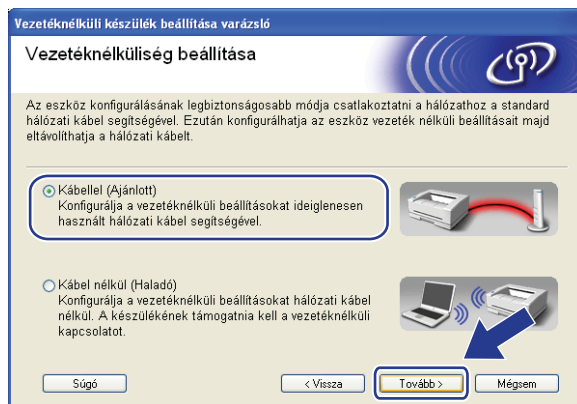 Vezetéknélküli készülék beállítása varázsló
Vezetéknélküliség beállítása
Az eszköz konfigurálásának legbiztonságosabb módja csatlakoztatni a hálózathoz a standard
hálózati kábel segítségével. Ezután konfigurálhatja az eszköz vezeték nélküli beállításait majd
eltávolíthatja a hálózati kábelt.
Kábellel (Ajánlott)
Konfigurálja a vezetéknélküli beállításokat ideiglenesen
használt hálózati kábel segítségével.
Kábel nélkül (Haladó)
Konfigurálja a vezetéknélküli beállításokat hálózati kábel
nélkül. A készülékének támogatnia kell a vezetéknélküli
kapcsolatot.
Súgó
< Vissza
Tovább >
Mégsem